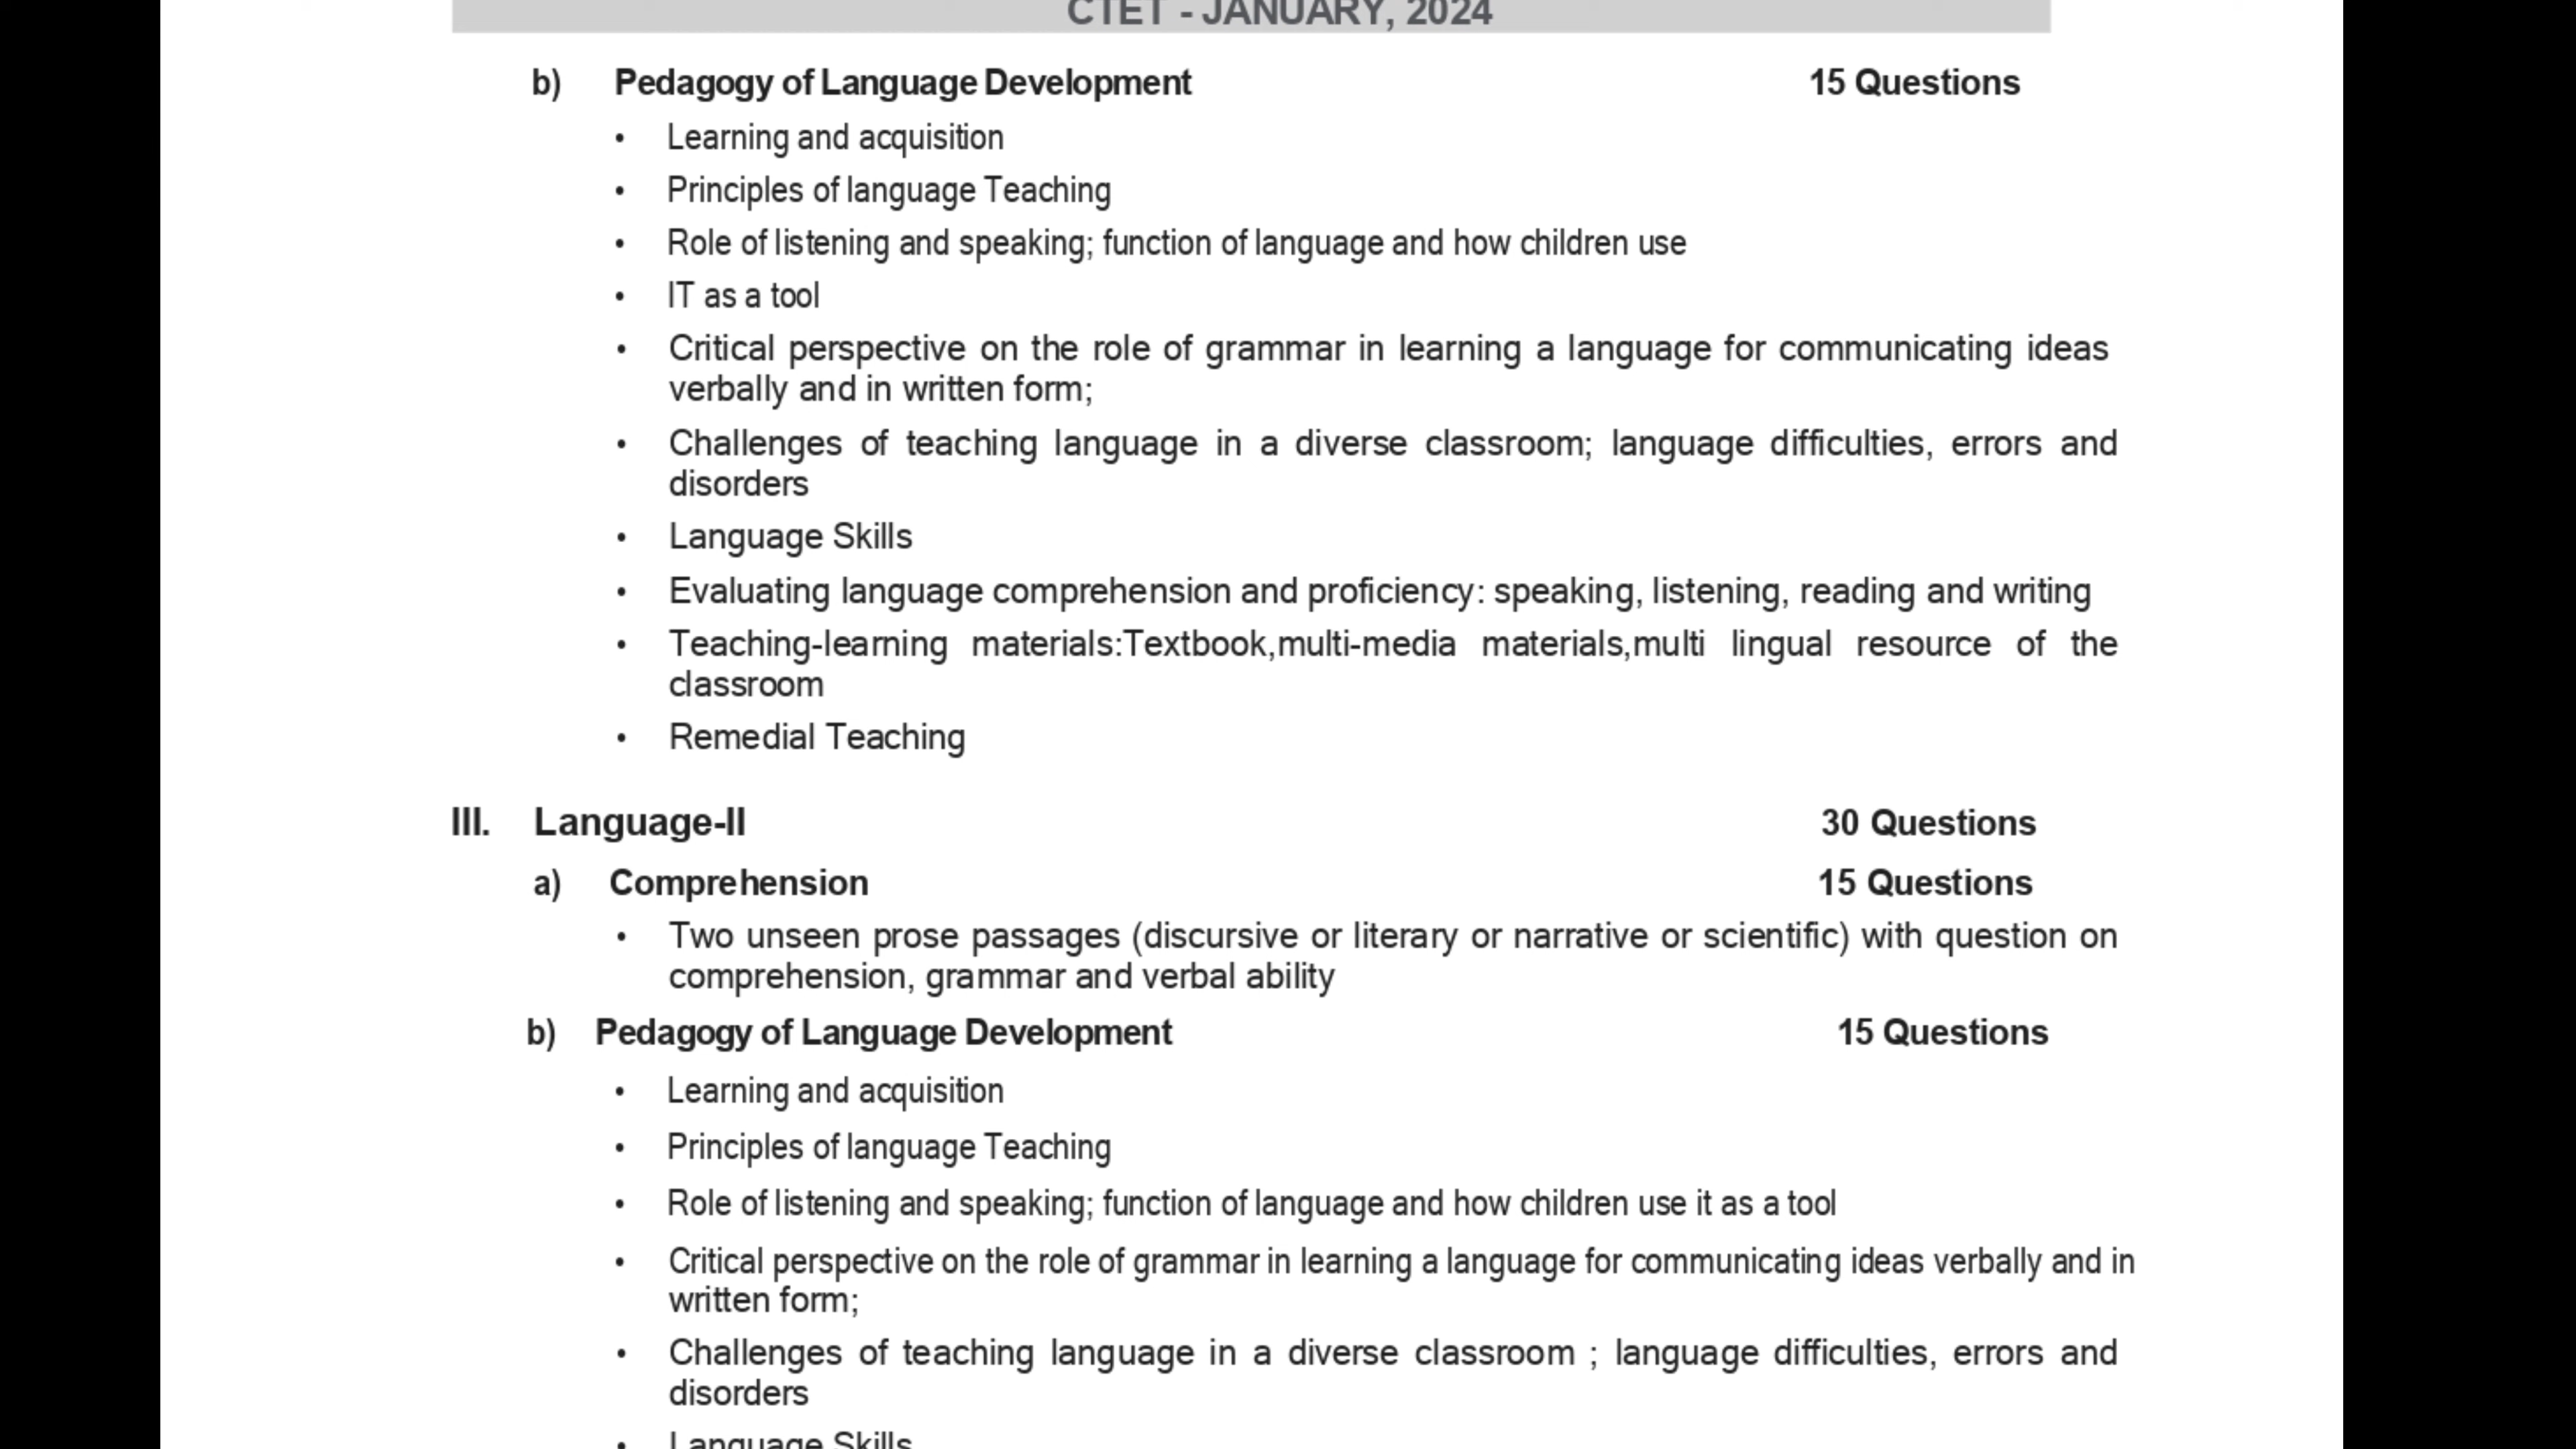 CTET - JANUARY, 2024
b) Pedagogy of Language Development 15 Questions
• Learning and acquisition
• Principles of language Teaching
• Role of listening and speaking; function of language and how children use
• IT as a tool
• Critical perspective on the role of grammar in learning a language for communicating ideas
verbally and in written form;
• Challenges of teaching language in a diverse classroom; language difficulties, errors and
disorders
• Language Skills
• Evaluating language comprehension and proficiency: speaking, listening, reading and writing
• Teaching-learning materials:Textbook,multi-media materials,multi lingual resource of the
classroom
• Remedial Teaching
III. Language-II 30 Questions
a) Comprehension 15 Questions
• Two unseen prose passages (discursive or literary or narrative or scientific) with question on
comprehension, grammar and verbal ability
b) Pedagogy of Language Development 15 Questions
• Learning and acquisition
• Principles of language Teaching
• Role of listening and speaking; function of language and how children use it as a tool
• Critical perspective on the role of grammar in learning a language for communicating ideas verbally and in
written form;
• Challenges of teaching language in a diverse classroom ; language difficulties, errors and
disorders
• Language Skills